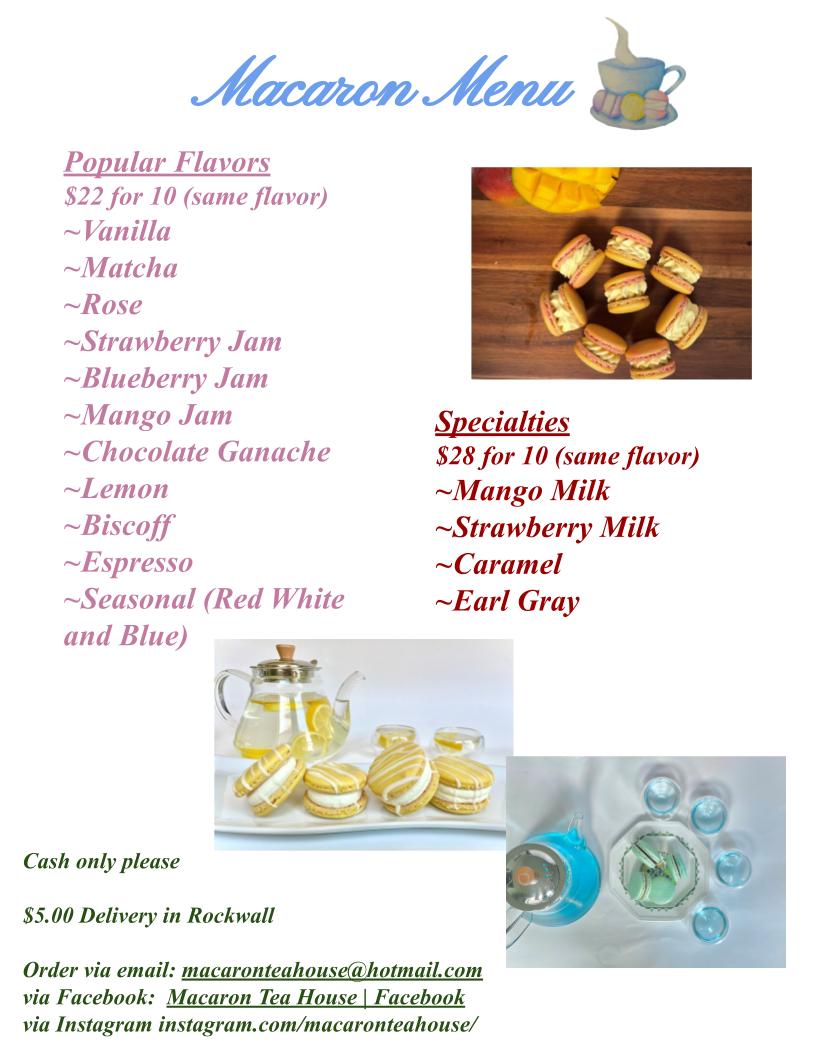 Macaron Menu
Popular Flavors
$22 for 10 (same flavor)
~Vanilla
~Matcha
~Rose
~Strawberry Jam
~Blueberry Jam
~Mango Jam
~Chocolate Ganache
~Lemon
~Biscoff
~Espresso
~Seasonal (Red White
and Blue)
Specialties
$28 for 10 (same flavor)
~Mango Milk
~Strawberry Milk
~Caramel
~Earl Gray
Cash only please
$5.00 Delivery in Rockwall
Order via email: macaronteahouse@hotmail.com
via Facebook: Macaron Tea House | Facebook
via Instagram instagram.com/macaronteahouse/